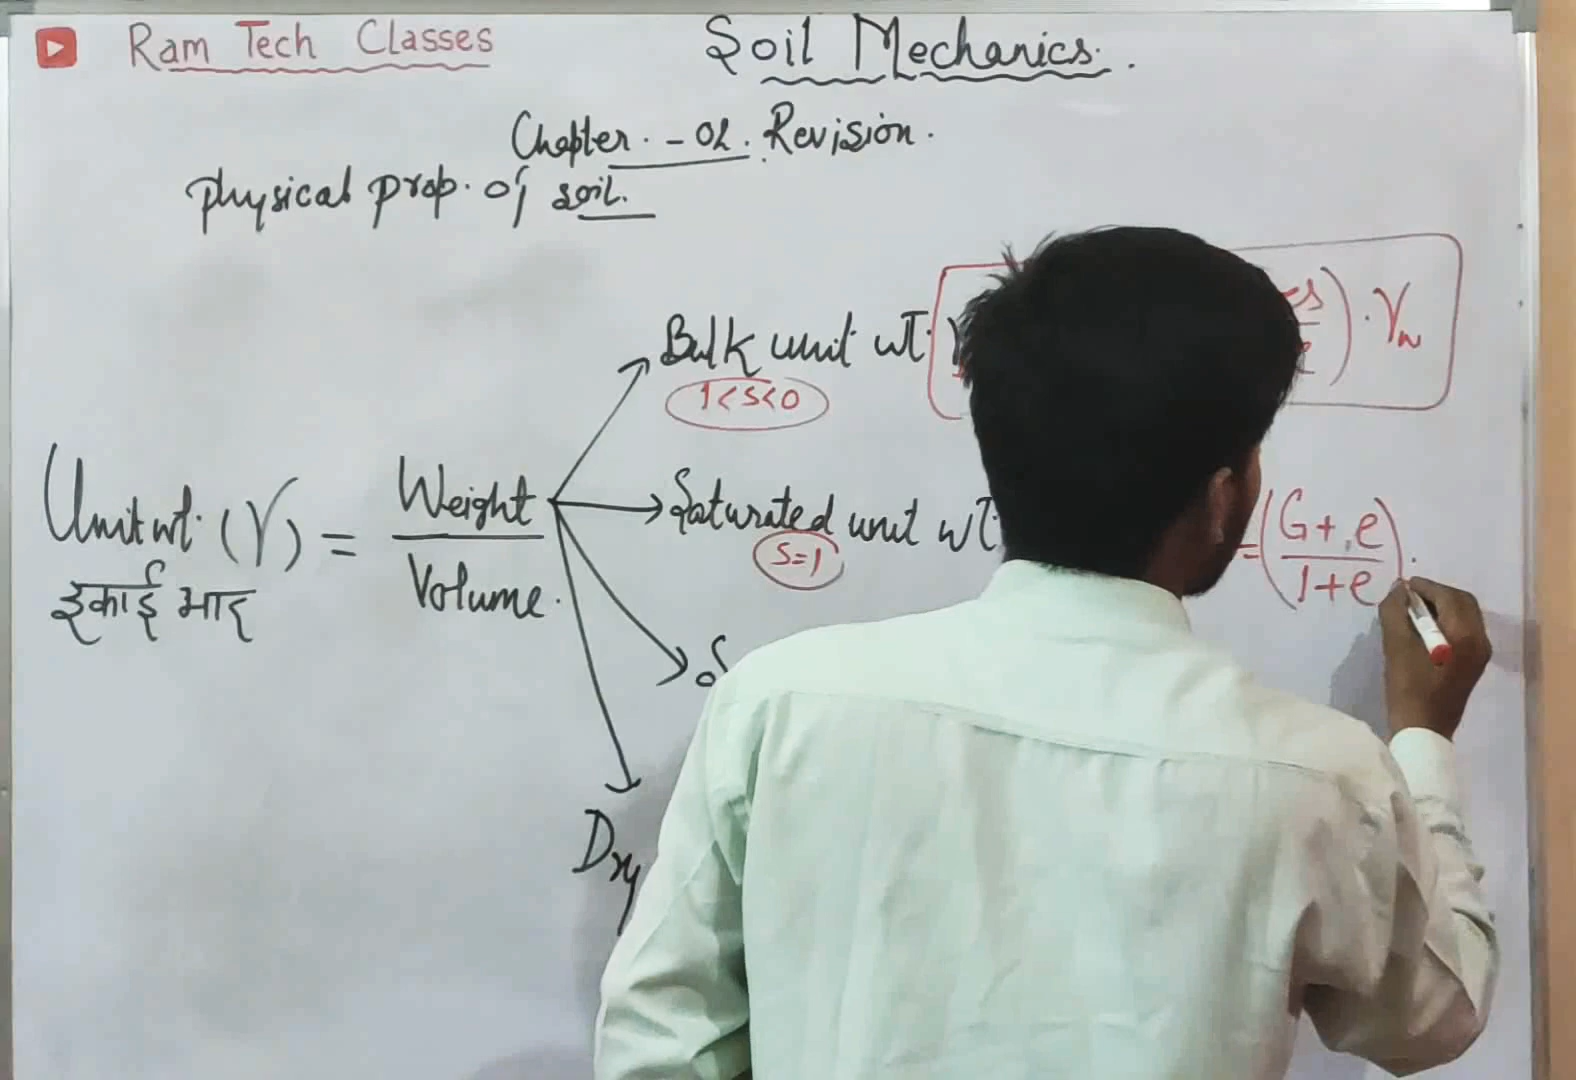 Ram Tech Classes
Soil Mechanics.
Chapter - 02. Revision.
Physical prop. of soil.
Bulk unit wt.
1<s<0
) . γw
Unit wt. (γ) = Weight / Volume.
इकाई भार
Saturated unit wt.
S=1
= (G+e / 1+e) .
Dry